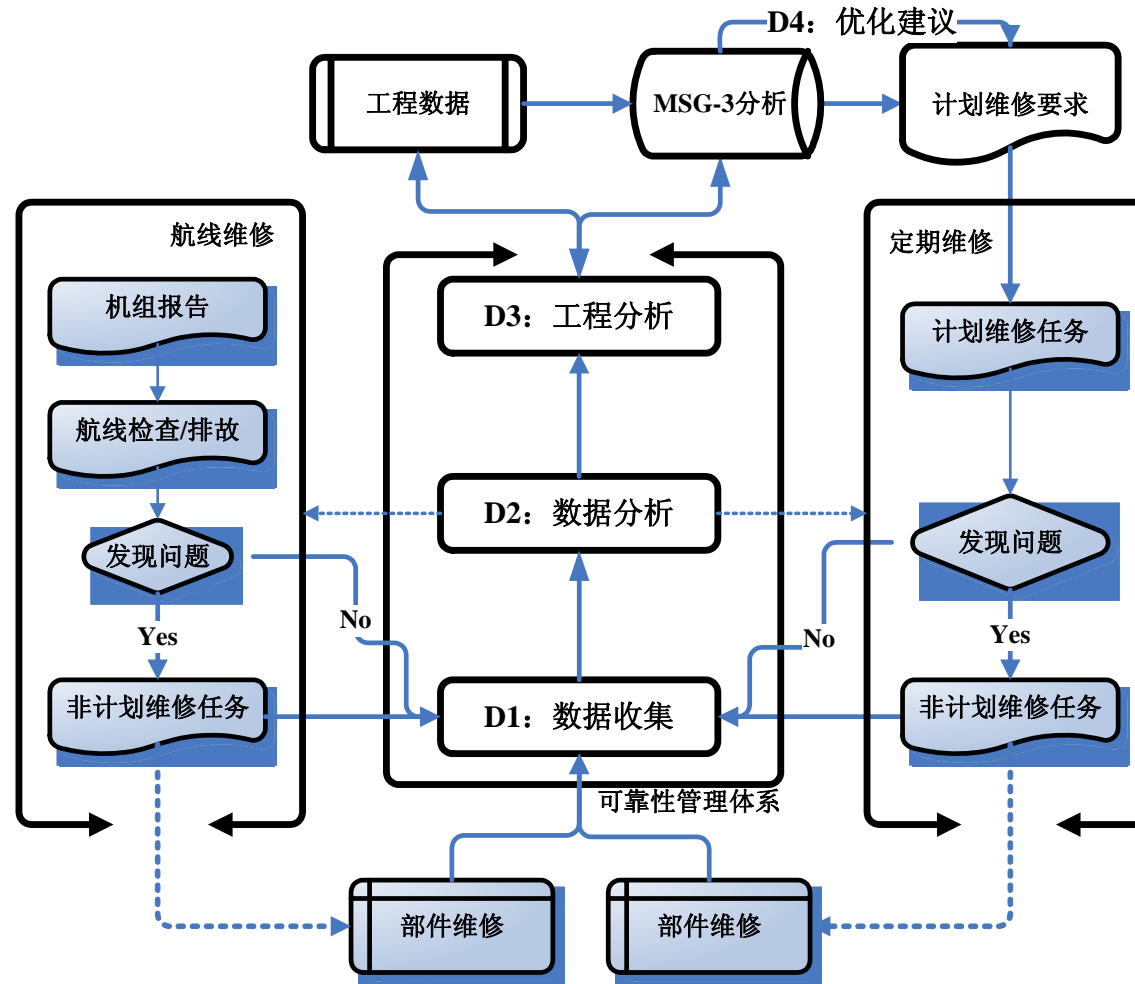 D4：优化建议
工程数据
MSG-3分析
计划维修要求
航线维修
定期维修
机组报告
D3：工程分析
计划维修任务
航线检查/排故
D2：数据分析
发现问题
发现问题
No
No
Yes
Yes
非计划维修任务
D1：数据收集
非计划维修任务
可靠性管理体系
部件维修
部件维修